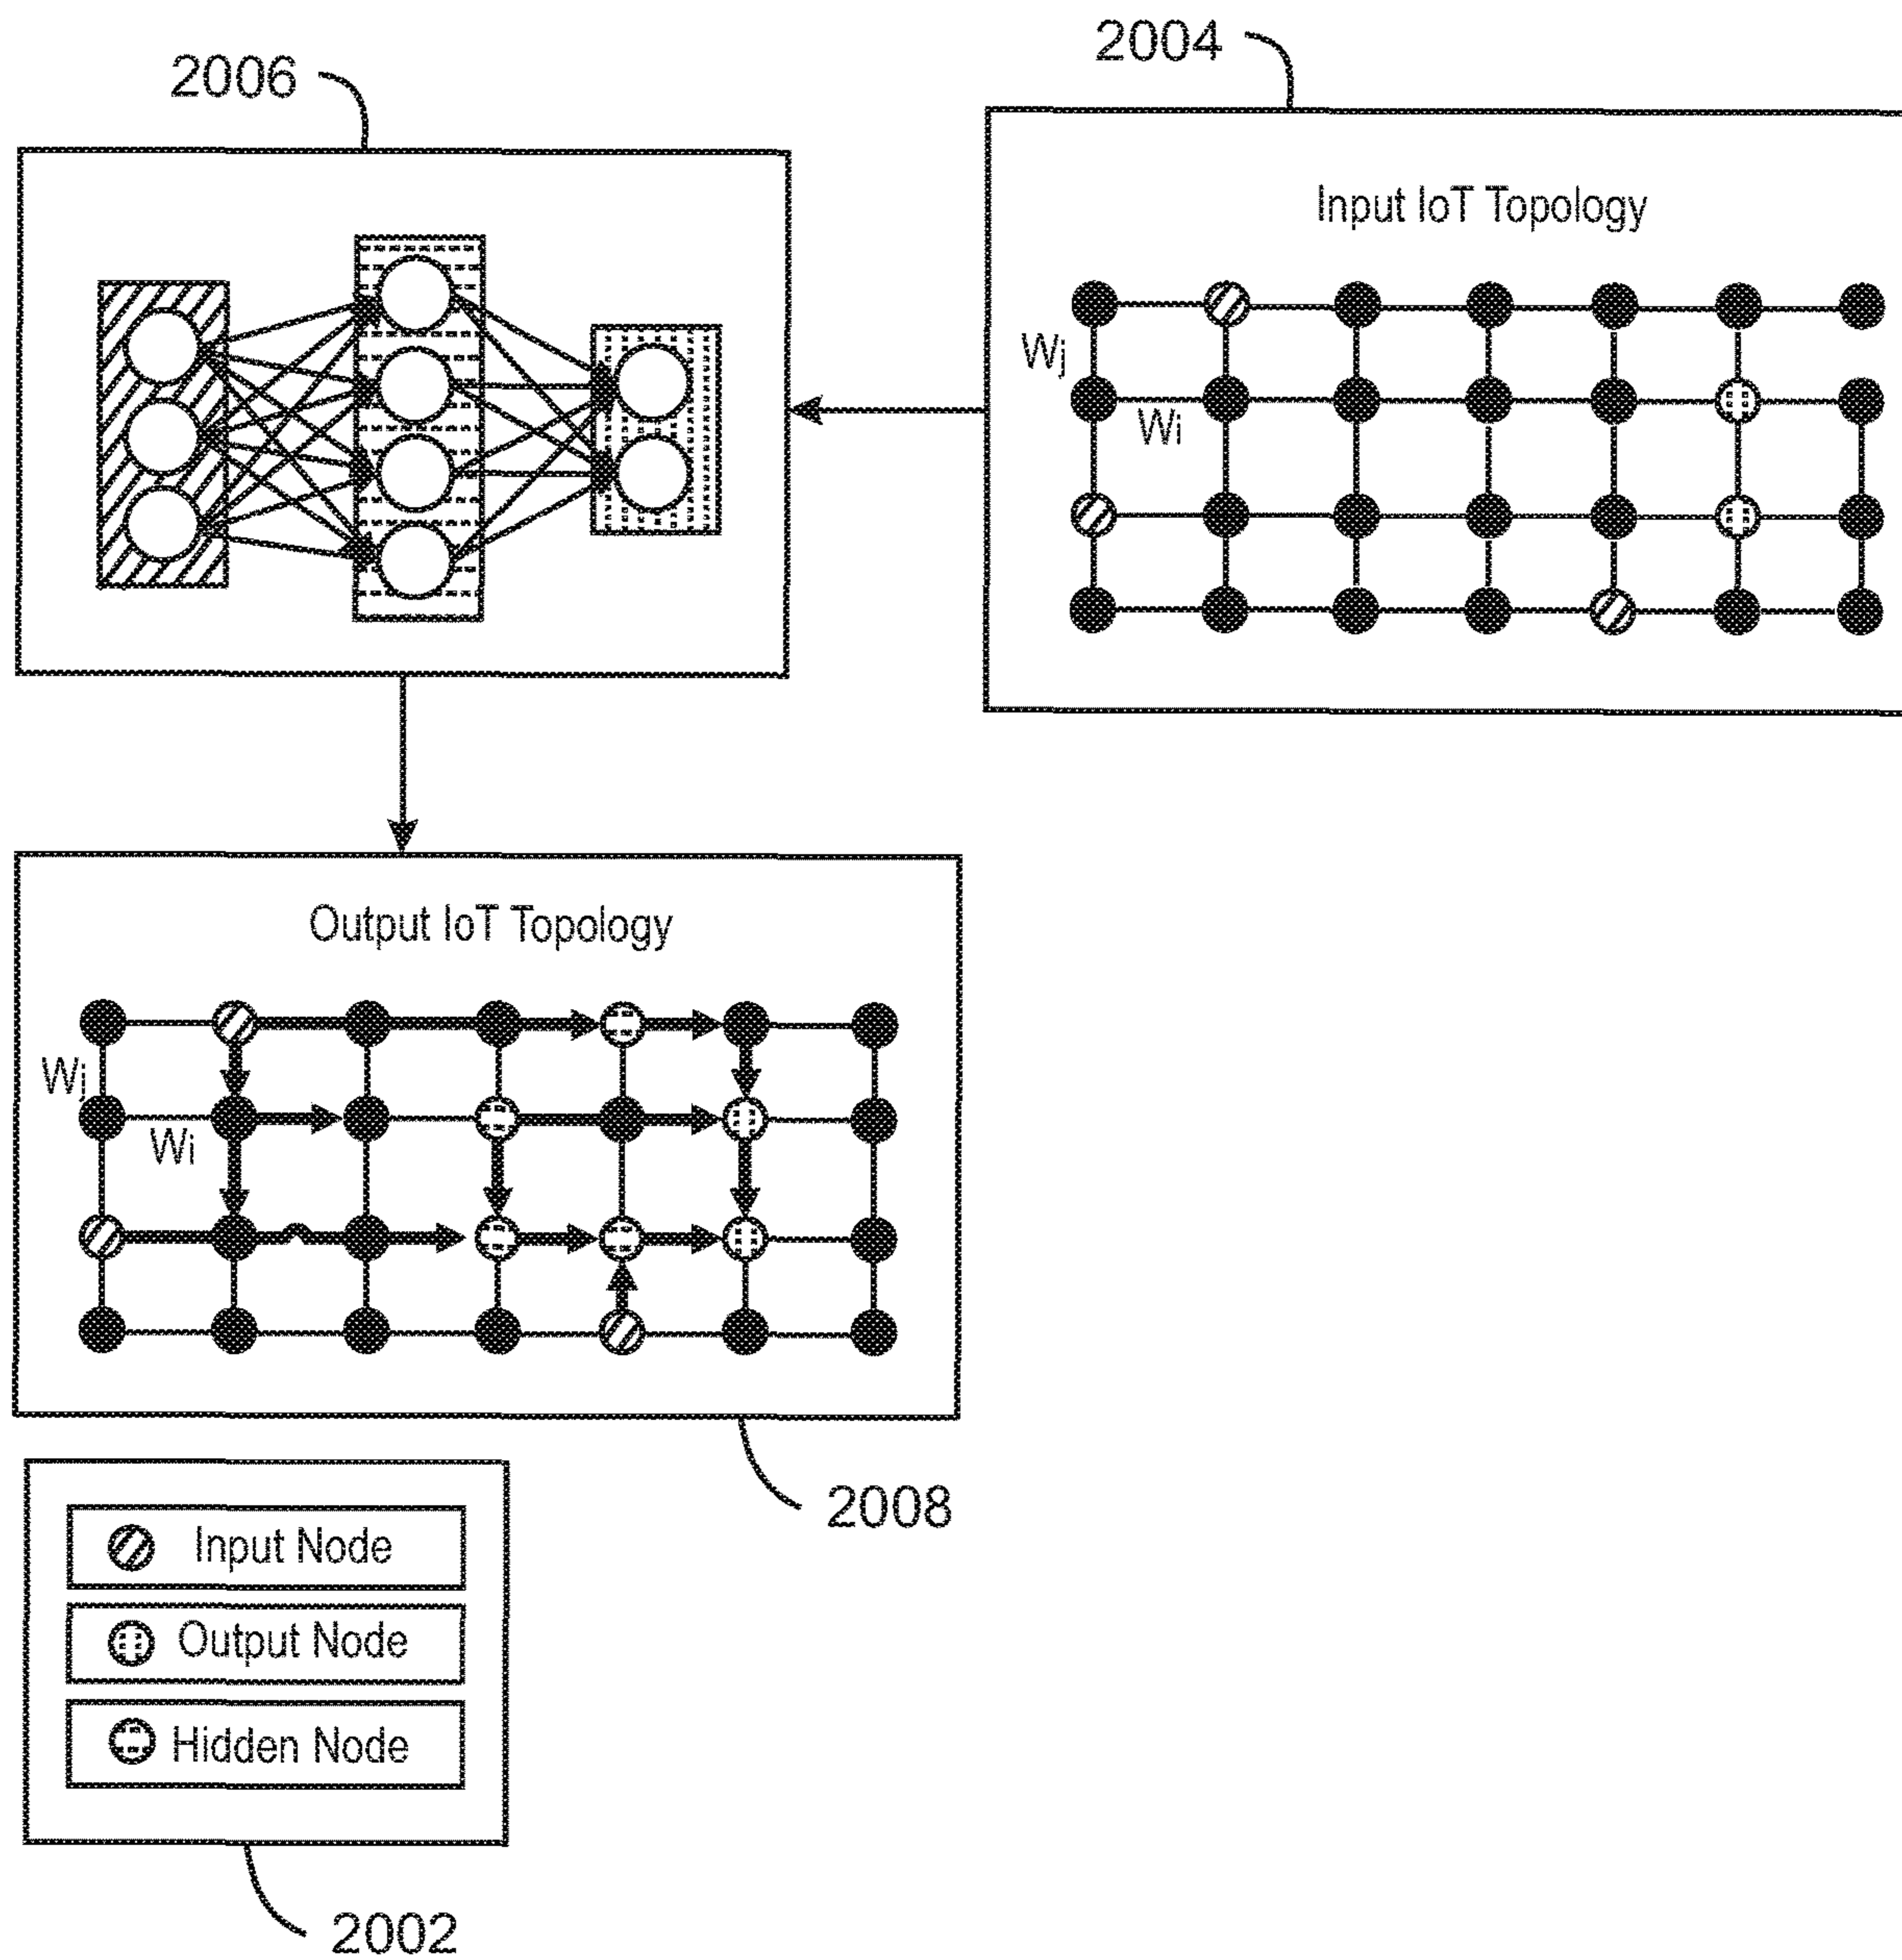 2004
2006
Input IoT Topology
Wj
Wi
Output IoT Topology
Wj
Wi
2008
Input Node
Output Node
Hidden Node
2002